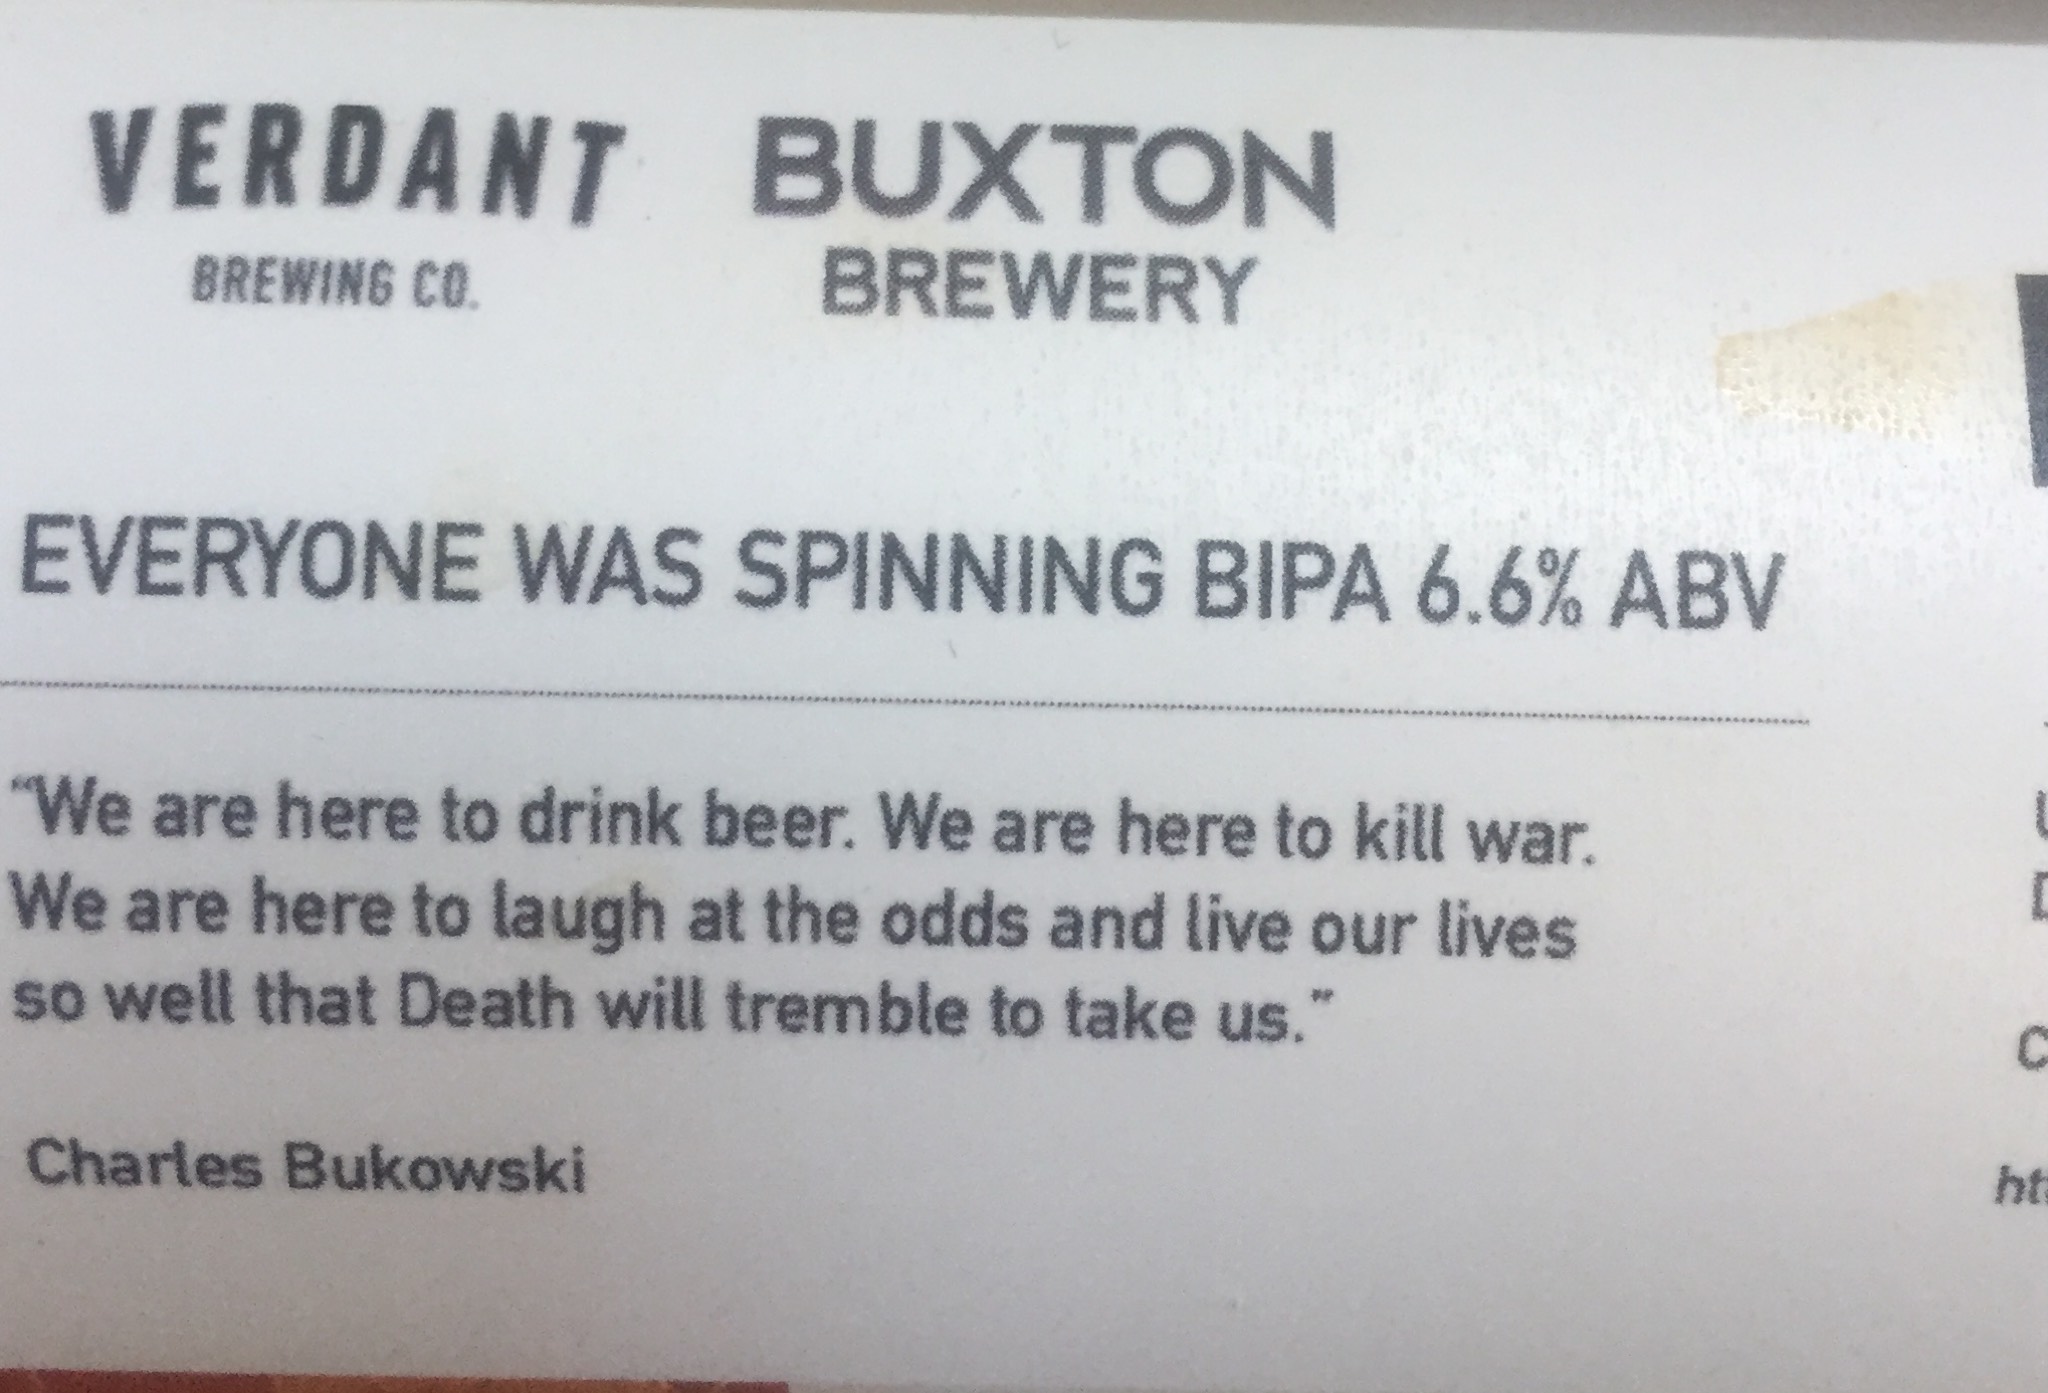 VERDANT BUXTON
BREWING CO. BREWERY
EVERYONE WAS SPINNING BIPA 6.6% ABV
“We are here to drink beer. We are here to kill war.
We are here to laugh at the odds and live our lives
so well that Death will tremble to take us.”
Charles Bukowski